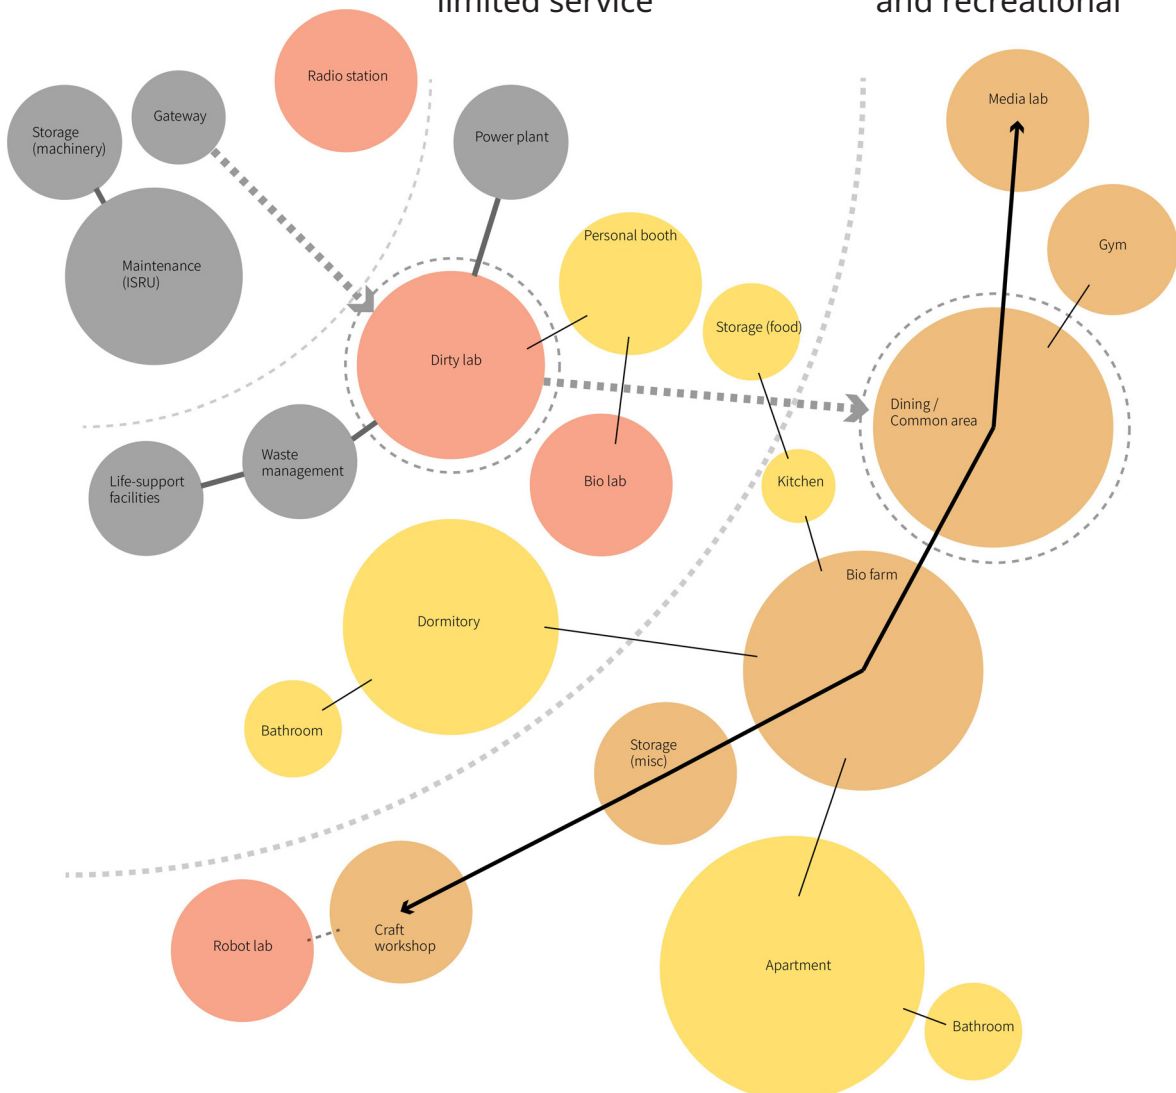 limited service
and recreational
Radio station
Media lab
Gateway
Storage
(machinery)
Power plant
Personal booth
Gym
Maintenance
(ISRU)
Storage (food)
Dirty lab
Dining /
Common area
Waste
management
Life-support
facilities
Bio lab
Kitchen
Bio farm
Dormitory
Bathroom
Storage
(misc)
Craft
workshop
Robot lab
Apartment
Bathroom